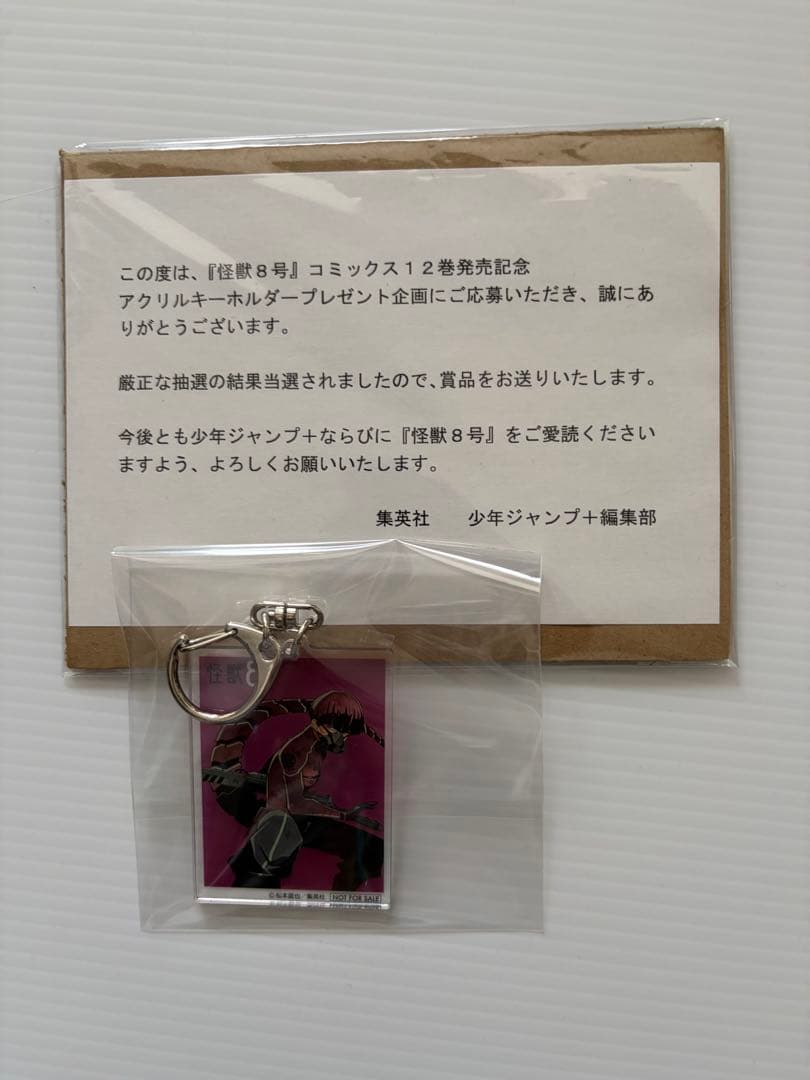 この度は、『怪獣８号』コミックス１２巻発売記念
アクリルキーホルダープレゼント企画にご応募いただき、誠にあ
りがとうございます。
厳正な抽選の結果当選されましたので、賞品をお送りいたします。
今後とも少年ジャンプ＋ならびに『怪獣８号』をご愛読ください
ますよう、よろしくお願いいたします。
集英社　　少年ジャンプ＋編集部
怪獣8
©松本直也／集英社 NOT FOR SALE